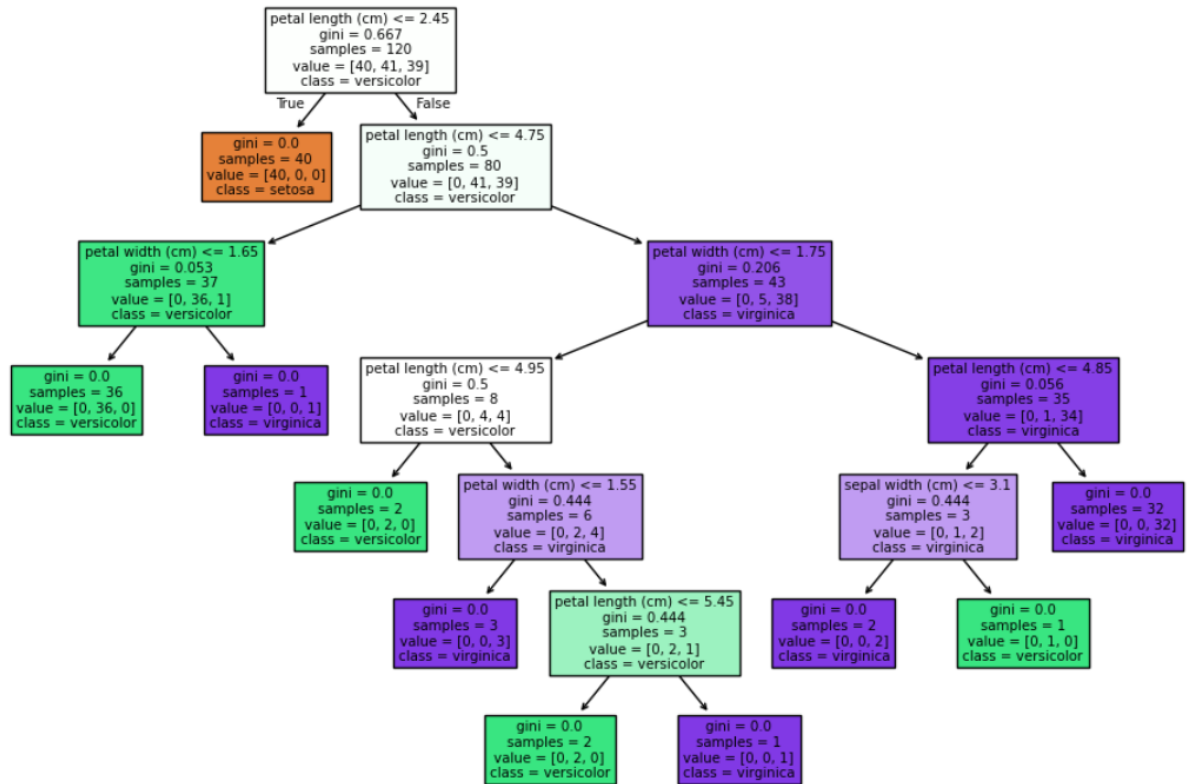 petal length (cm) <= 2.45
gini = 0.667
samples = 120
value = [40, 41, 39]
class = versicolor
True
False
gini = 0.0
samples = 40
value = [40, 0, 0]
class = setosa
petal length (cm) <= 4.75
gini = 0.5
samples = 80
value = [0, 41, 39]
class = versicolor
petal width (cm) <= 1.65
gini = 0.053
samples = 37
value = [0, 36, 1]
class = versicolor
petal width (cm) <= 1.75
gini = 0.206
samples = 43
value = [0, 5, 38]
class = virginica
gini = 0.0
samples = 36
value = [0, 36, 0]
class = versicolor
gini = 0.0
samples = 1
value = [0, 0, 1]
class = virginica
petal length (cm) <= 4.95
gini = 0.5
samples = 8
value = [0, 4, 4]
class = versicolor
petal length (cm) <= 4.85
gini = 0.056
samples = 35
value = [0, 1, 34]
class = virginica
gini = 0.0
samples = 2
value = [0, 2, 0]
class = versicolor
petal width (cm) <= 1.55
gini = 0.444
samples = 6
value = [0, 2, 4]
class = virginica
sepal width (cm) <= 3.1
gini = 0.444
samples = 3
value = [0, 1, 2]
class = virginica
gini = 0.0
samples = 32
value = [0, 0, 32]
class = virginica
gini = 0.0
samples = 3
value = [0, 0, 3]
class = virginica
petal length (cm) <= 5.45
gini = 0.444
samples = 3
value = [0, 2, 1]
class = versicolor
gini = 0.0
samples = 2
value = [0, 0, 2]
class = virginica
gini = 0.0
samples = 1
value = [0, 1, 0]
class = versicolor
gini = 0.0
samples = 2
value = [0, 2, 0]
class = versicolor
gini = 0.0
samples = 1
value = [0, 0, 1]
class = virginica